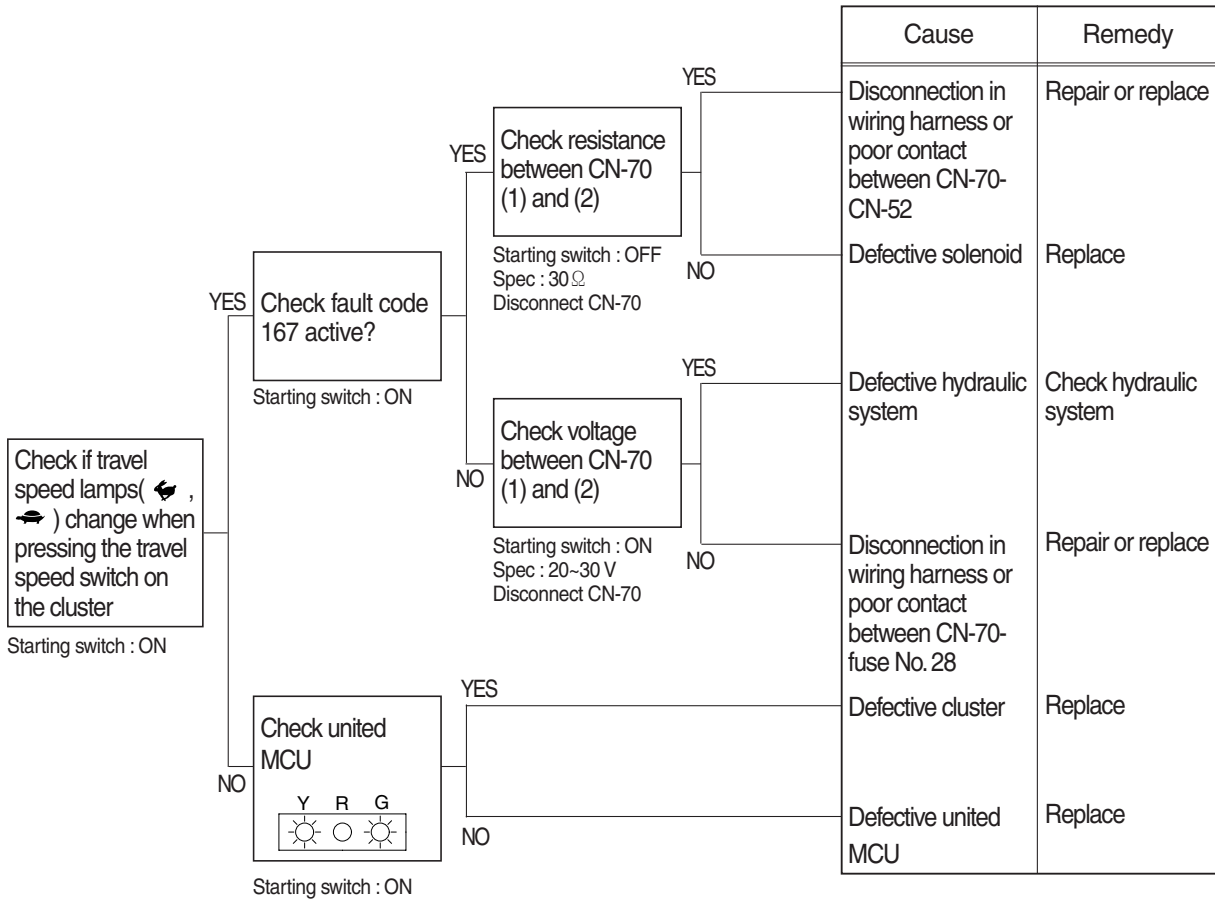 Cause
Remedy
YES
Disconnection in
wiring harness or
poor contact
between CN-70-
CN-52
Repair or replace
YES
Check resistance
between CN-70
(1) and (2)
Starting switch : OFF
Spec : 30Ω
Disconnect CN-70
NO
Defective solenoid
Replace
YES
Check fault code
167 active?
Starting switch : ON
YES
Defective hydraulic
system
Check hydraulic
system
NO
Check voltage
between CN-70
(1) and (2)
Starting switch : ON
Spec : 20~30 V
Disconnect CN-70
NO
Disconnection in
wiring harness or
poor contact
between CN-70-
fuse No. 28
Repair or replace
Check if travel
speed lamps( ,
) change when
pressing the travel
speed switch on
the cluster
Starting switch : ON
YES
Defective cluster
Replace
NO
Check united
MCU
Y R G
Starting switch : ON
NO
Defective united
MCU
Replace